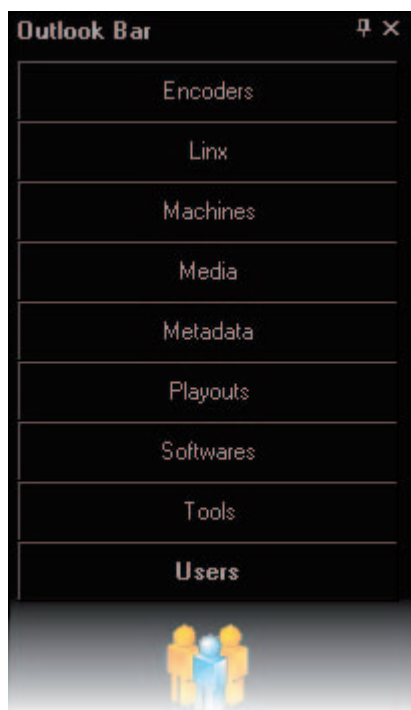 Outlook Bar
Encoders
Linx
Machines
Media
Metadata
Playouts
Softwares
Tools
Users